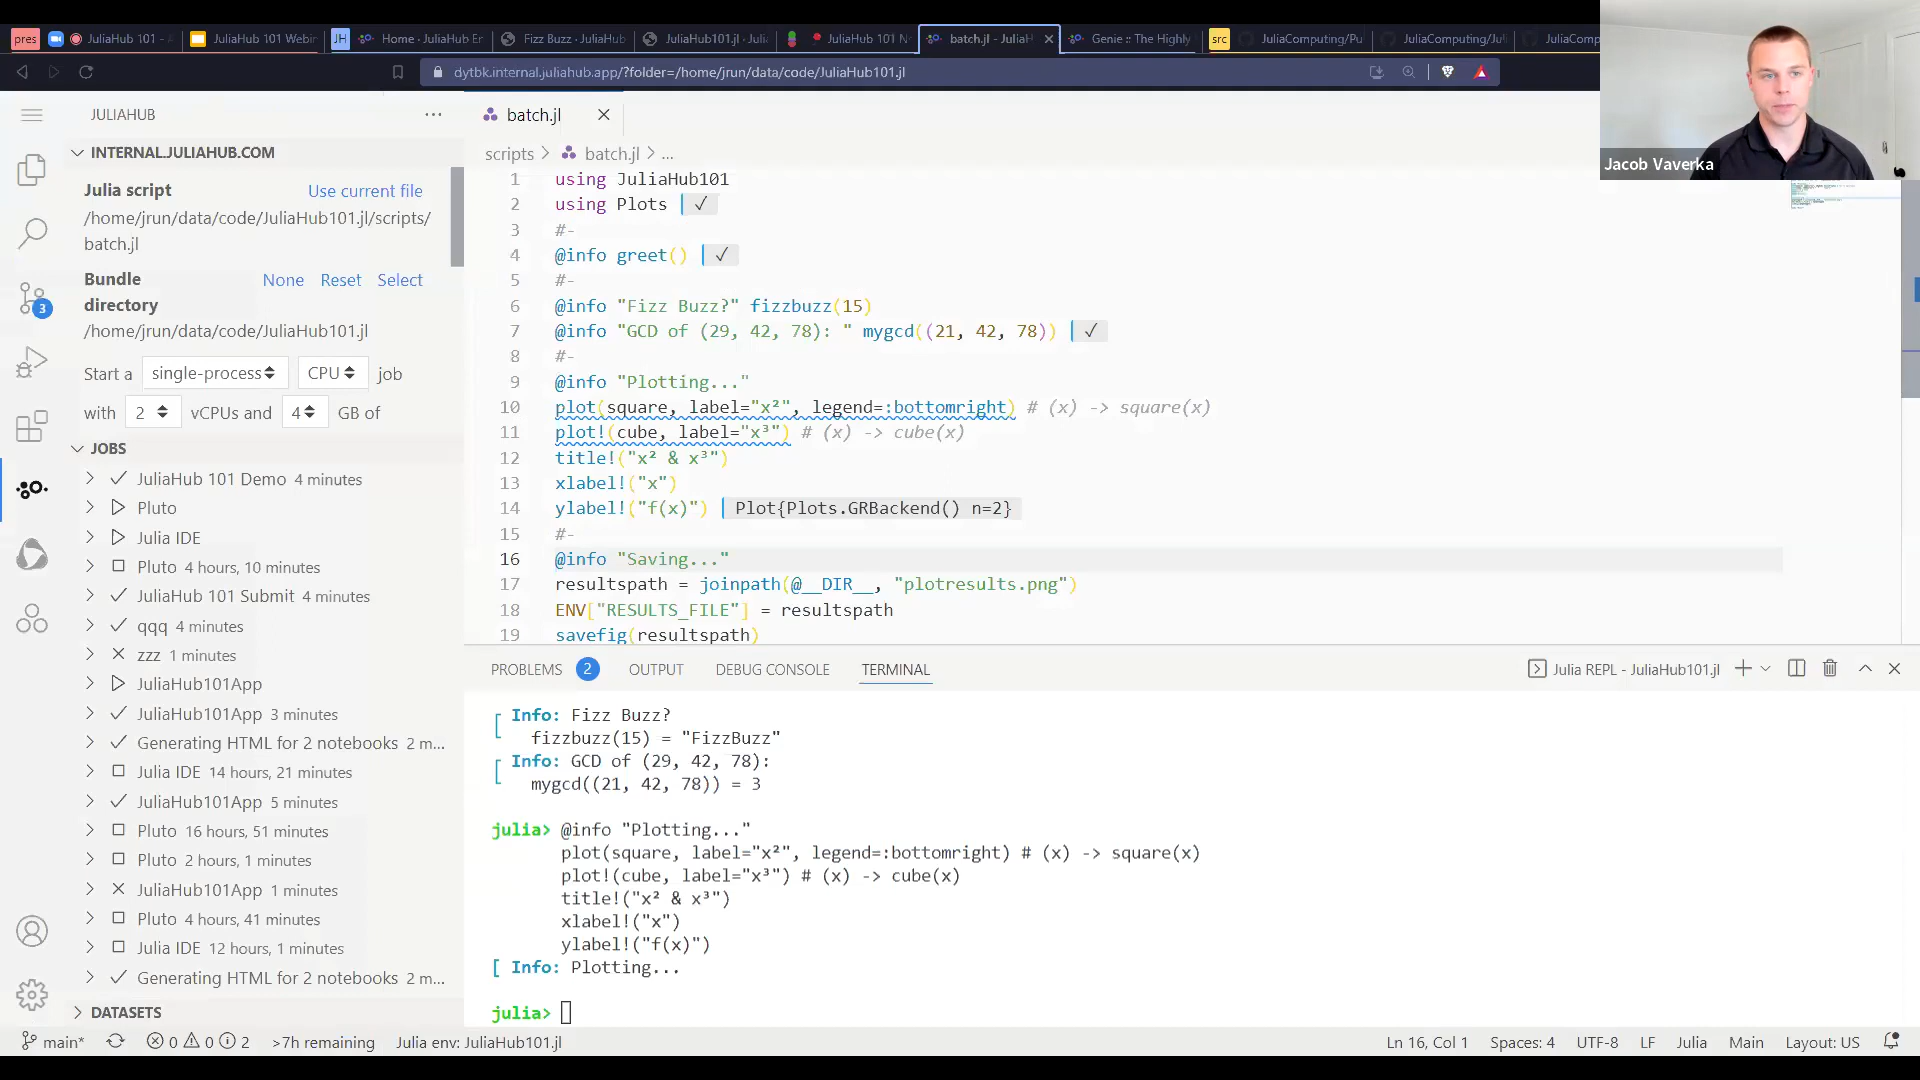 pres
JuliaHub 101 -
JuliaHub 101 Webin
JH
Home · JuliaHub En
Fizz Buzz · JuliaHub
JuliaHub101.jl · Juli
JuliaHub 101 N
batch.jl - JuliaH
Genie :: The Highly
src
JuliaComputing/Pu
JuliaComputing/Jul
JuliaComp
dytbk.internal.juliahub.app/?folder=/home/jrun/data/code/JuliaHub101.jl
Jacob Vaverka
JULIAHUB
INTERNAL.JULIAHUB.COM
Julia script Use current file
/home/jrun/data/code/JuliaHub101.jl/scripts/
batch.jl
Bundle None Reset Select
directory
/home/jrun/data/code/JuliaHub101.jl
Start a single-process CPU job
with 2 vCPUs and 4 GB of
JOBS
JuliaHub 101 Demo 4 minutes
Pluto
Julia IDE
Pluto 4 hours, 10 minutes
JuliaHub 101 Submit 4 minutes
qqq 4 minutes
zzz 1 minutes
JuliaHub101App
JuliaHub101App 3 minutes
Generating HTML for 2 notebooks 2 m...
Julia IDE 14 hours, 21 minutes
JuliaHub101App 5 minutes
Pluto 16 hours, 51 minutes
Pluto 2 hours, 1 minutes
JuliaHub101App 1 minutes
Pluto 4 hours, 41 minutes
Julia IDE 12 hours, 1 minutes
Generating HTML for 2 notebooks 2 m...
DATASETS
3
batch.jl
scripts > batch.jl > ...
1 using JuliaHub101
2 using Plots ✓
3 #-
4 @info greet() ✓
5 #-
6 @info "Fizz Buzz?" fizzbuzz(15)
7 @info "GCD of (29, 42, 78): " mygcd((21, 42, 78)) ✓
8 #-
9 @info "Plotting..."
10 plot(square, label="x²", legend=:bottomright) # (x) -> square(x)
11 plot!(cube, label="x³") # (x) -> cube(x)
12 title!("x² & x³")
13 xlabel!("x")
14 ylabel!("f(x)") Plot{Plots.GRBackend() n=2}
15 #-
16 @info "Saving..."
17 resultspath = joinpath(@__DIR__, "plotresults.png")
18 ENV["RESULTS_FILE"] = resultspath
19 savefig(resultspath)
PROBLEMS 2 OUTPUT DEBUG CONSOLE TERMINAL
Julia REPL - JuliaHub101.jl
[ Info: Fizz Buzz?
fizzbuzz(15) = "FizzBuzz"
[ Info: GCD of (29, 42, 78):
mygcd((21, 42, 78)) = 3
julia> @info "Plotting..."
plot(square, label="x²", legend=:bottomright) # (x) -> square(x)
plot!(cube, label="x³") # (x) -> cube(x)
title!("x² & x³")
xlabel!("x")
ylabel!("f(x)")
[ Info: Plotting...
julia>
main* 0 0 2 >7h remaining Julia env: JuliaHub101.jl
Ln 16, Col 1 Spaces: 4 UTF-8 LF Julia Main Layout: US